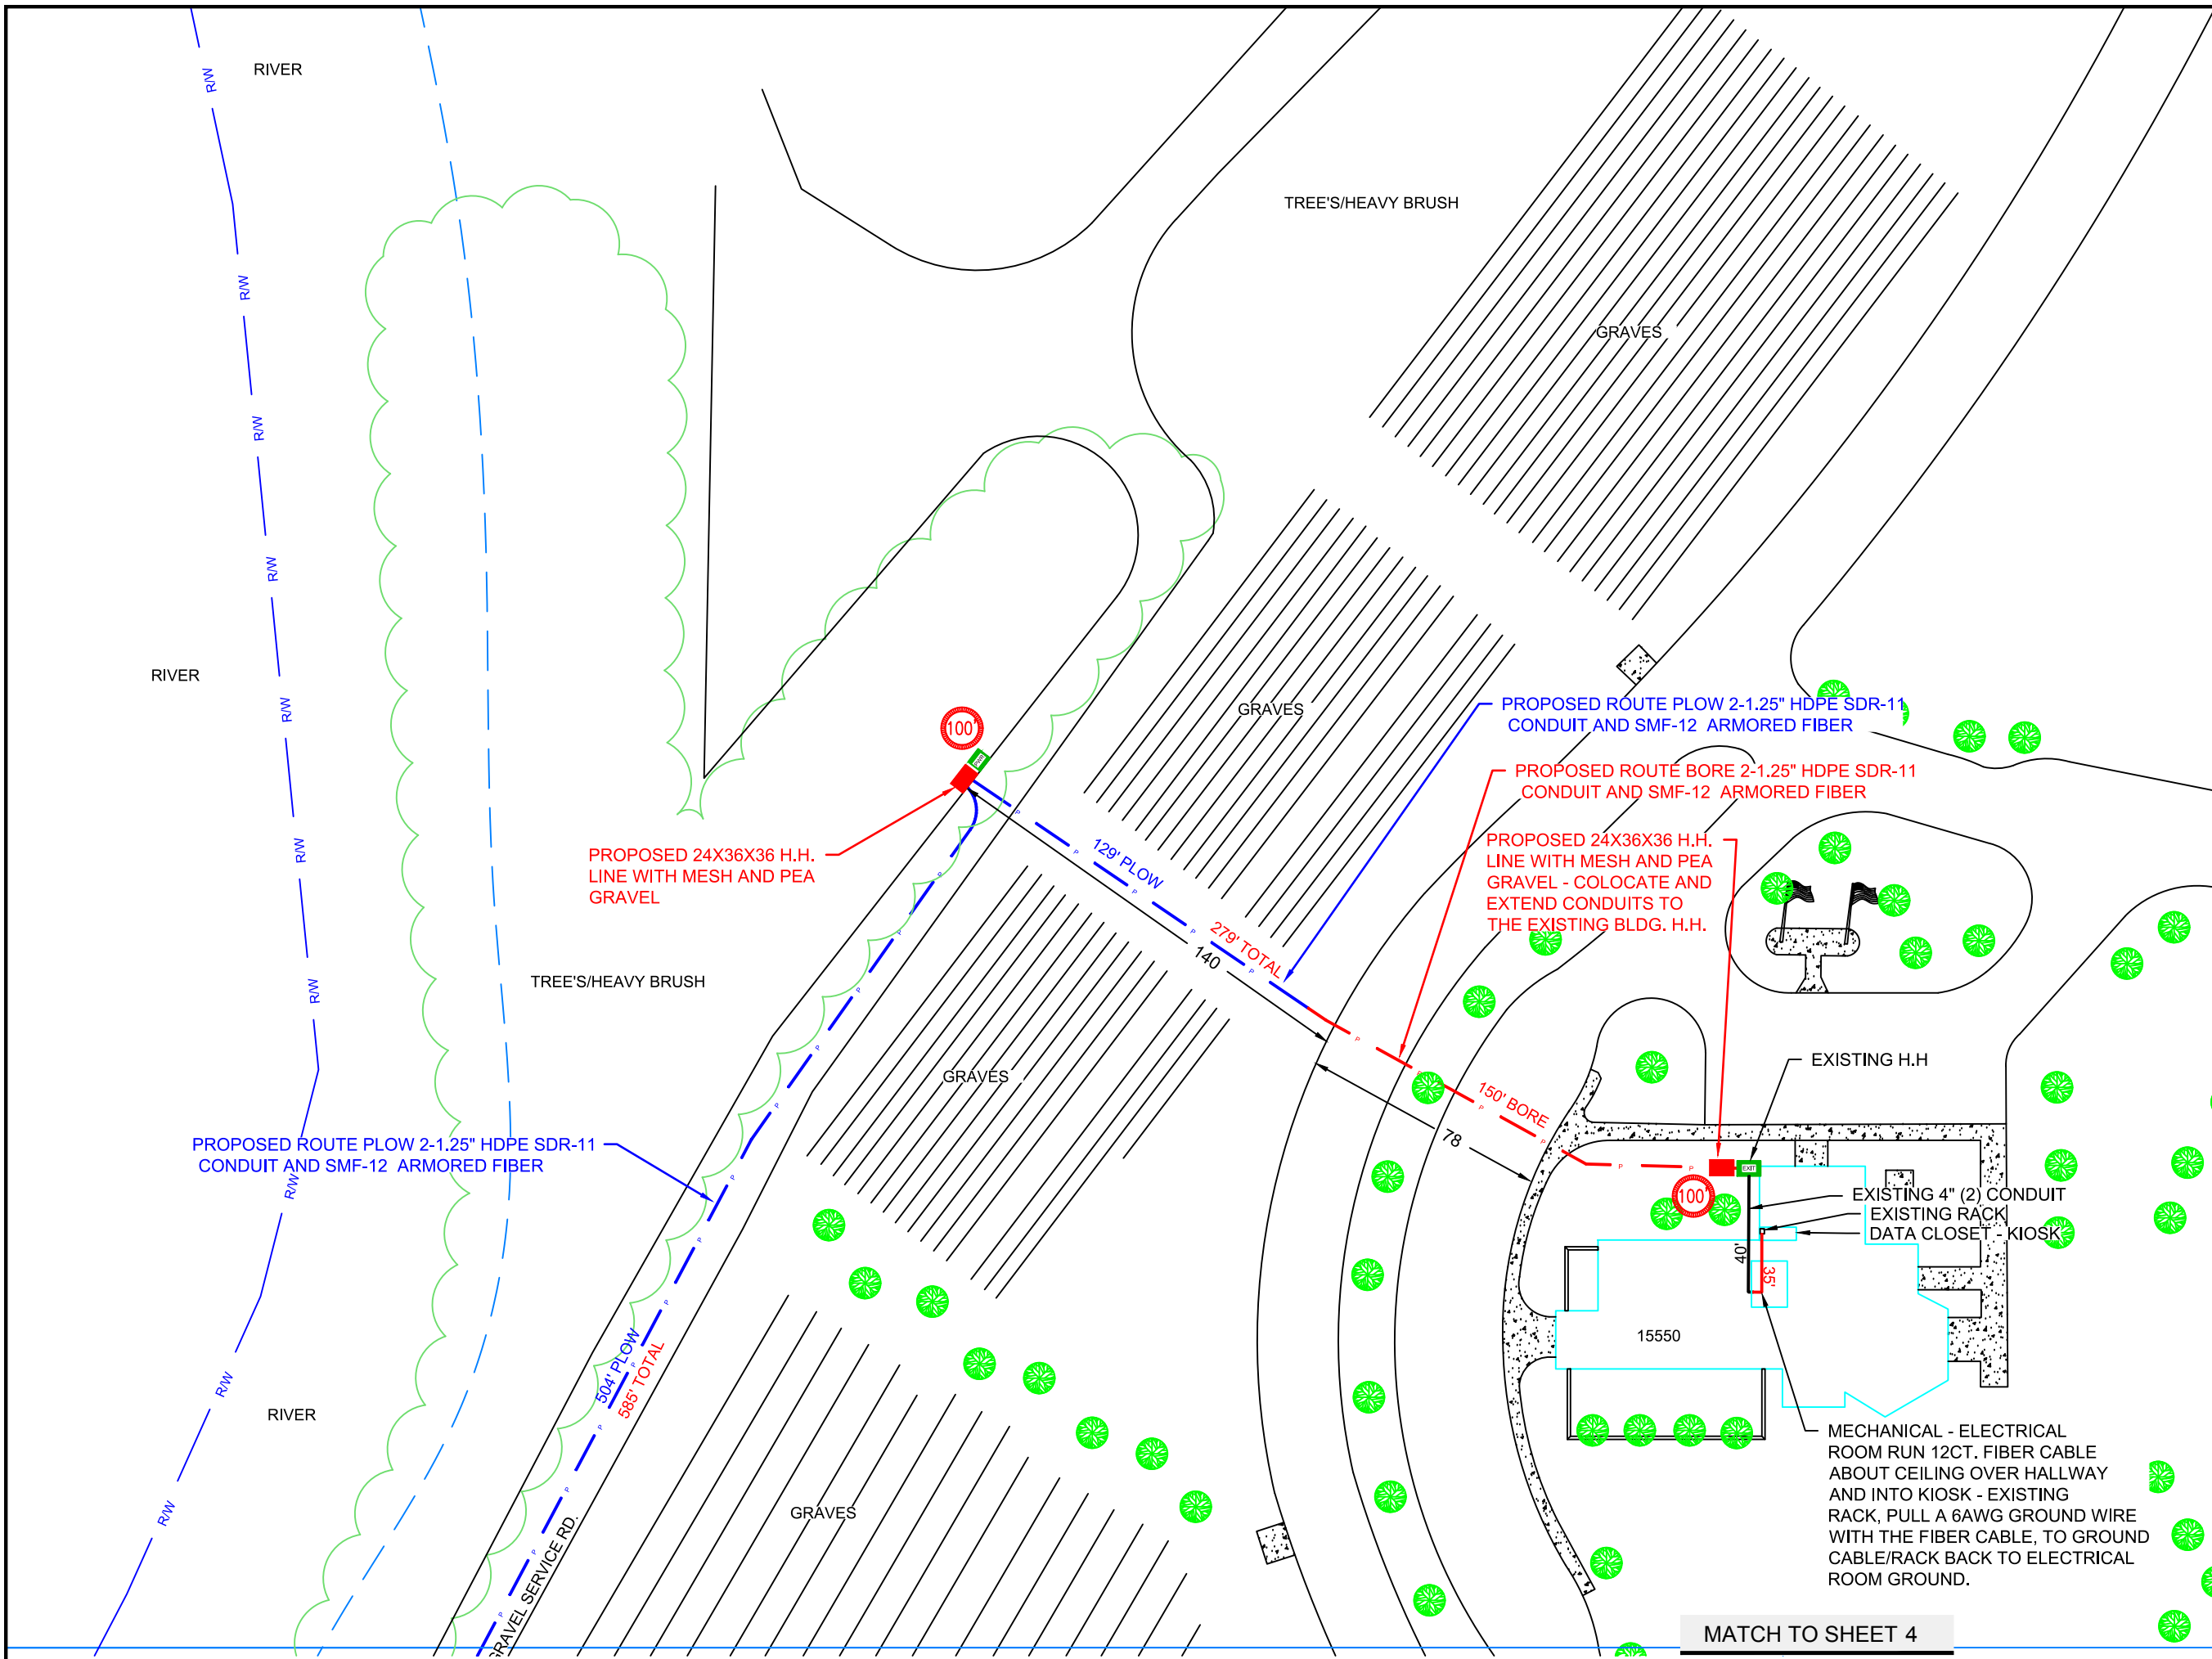 R/W
RIVER
R/W
TREE'S/HEAVY BRUSH
GRAVES
R/W
R/W
RIVER
R/W
R/W
100'
PWR
GRAVES
PROPOSED ROUTE PLOW 2-1.25" HDPE SDR-11
CONDUIT AND SMF-12 ARMORED FIBER
PROPOSED ROUTE BORE 2-1.25" HDPE SDR-11
CONDUIT AND SMF-12 ARMORED FIBER
PROPOSED 24X36X36 H.H.
LINE WITH MESH AND PEA
GRAVEL
129' PLOW
279' TOTAL
140
PROPOSED 24X36X36 H.H.
LINE WITH MESH AND PEA
GRAVEL - COLOCATE AND
EXTEND CONDUITS TO
THE EXISTING BLDG. H.H.
R/W
R/W
TREE'S/HEAVY BRUSH
GRAVES
150' BORE
78
EXISTING H.H
EXIT
100'
PROPOSED ROUTE PLOW 2-1.25" HDPE SDR-11
CONDUIT AND SMF-12 ARMORED FIBER
R/W
EXISTING 4" (2) CONDUIT
EXISTING RACK
DATA CLOSET - KIOSK
40'
35'
15550
504' PLOW
585' TOTAL
R/W
RIVER
R/W
GRAVES
GRAVEL SERVICE RD.
MECHANICAL - ELECTRICAL
ROOM RUN 12CT. FIBER CABLE
ABOUT CEILING OVER HALLWAY
AND INTO KIOSK - EXISTING
RACK, PULL A 6AWG GROUND WIRE
WITH THE FIBER CABLE, TO GROUND
CABLE/RACK BACK TO ELECTRICAL
ROOM GROUND.
MATCH TO SHEET 4